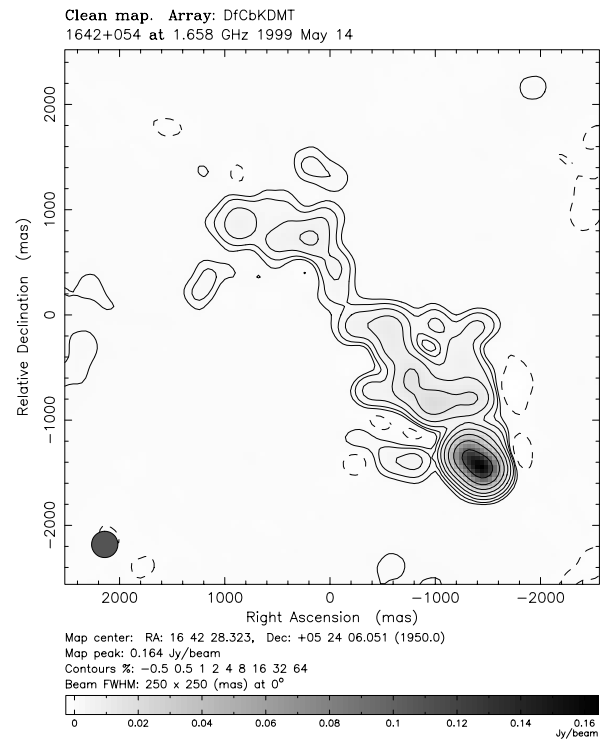 Clean map. Array: DfCbKDMT
1642+054 at 1.658 GHz 1999 May 14
Relative Declination (mas)
2000
1000
0
−1000
−2000
2000 1000 0 −1000 −2000
Right Ascension (mas)
Map center: RA: 16 42 28.323, Dec: +05 24 06.051 (1950.0)
Map peak: 0.164 Jy/beam
Contours %: −0.5 0.5 1 2 4 8 16 32 64
Beam FWHM: 250 x 250 (mas) at 0°
0 0.02 0.04 0.06 0.08 0.1 0.12 0.14 0.16
Jy/beam